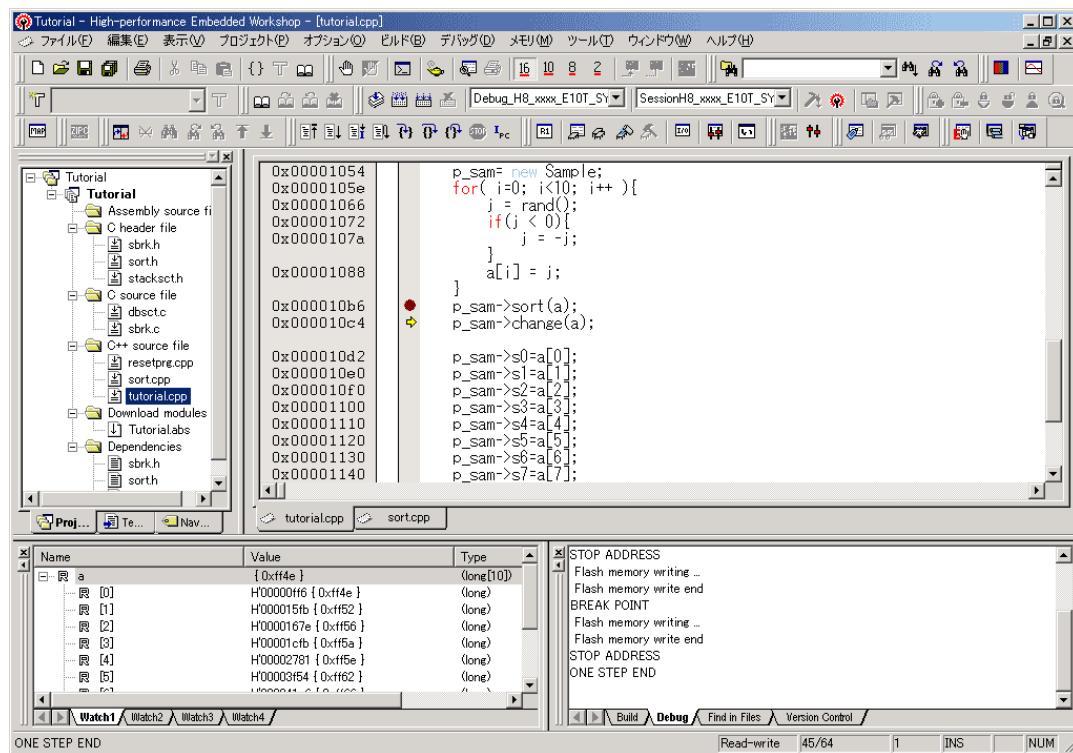 Tutorial - High-performance Embedded Workshop - [tutorial.cpp]
ファイル(F) 編集(E) 表示(V) プロジェクト(P) オプション(O) ビルド(B) デバッグ(D) メモリ(M) ツール(T) ウィンドウ(W) ヘルプ(H)
16 10 8 2
Debug_H8_xxxx_E10T_SY SessionH8_xxxx_E10T_SY
MAP ZIPC IPC R1 I/O
Tutorial
Tutorial
Assembly source fi
C header file
sbrk.h
sort.h
stacksct.h
C source file
dbsct.c
sbrk.c
C++ source file
resetprg.cpp
sort.cpp
tutorial.cpp
Download modules
Tutorial.abs
Dependencies
sbrk.h
sort.h
Proj... Te... Nav...
0x00001054 p_sam= new Sample;
0x0000105e for( i=0; i<10; i++ ){
0x00001066 j = rand();
0x00001072 if(j < 0){
0x0000107a j = -j;
}
0x00001088 a[i] = j;
}
0x000010b6 p_sam->sort(a);
0x000010c4 p_sam->change(a);
0x000010d2 p_sam->s0=a[0];
0x000010e0 p_sam->s1=a[1];
0x000010f0 p_sam->s2=a[2];
0x00001100 p_sam->s3=a[3];
0x00001110 p_sam->s4=a[4];
0x00001120 p_sam->s5=a[5];
0x00001130 p_sam->s6=a[6];
0x00001140 p_sam->s7=a[7];
tutorial.cpp sort.cpp
Name Value Type
R a { 0xff4e } (long[10])
R [0] H'00000ff6 { 0xff4e } (long)
R [1] H'000015fb { 0xff52 } (long)
R [2] H'0000167e { 0xff56 } (long)
R [3] H'00001cfb { 0xff5a } (long)
R [4] H'00002781 { 0xff5e } (long)
R [5] H'00003f54 { 0xff62 } (long)
Watch1 Watch2 Watch3 Watch4
STOP ADDRESS
Flash memory writing ...
Flash memory write end
BREAK POINT
Flash memory writing ...
Flash memory write end
STOP ADDRESS
ONE STEP END
Build Debug Find in Files Version Control
ONE STEP END Read-write 45/64 1 INS NUM